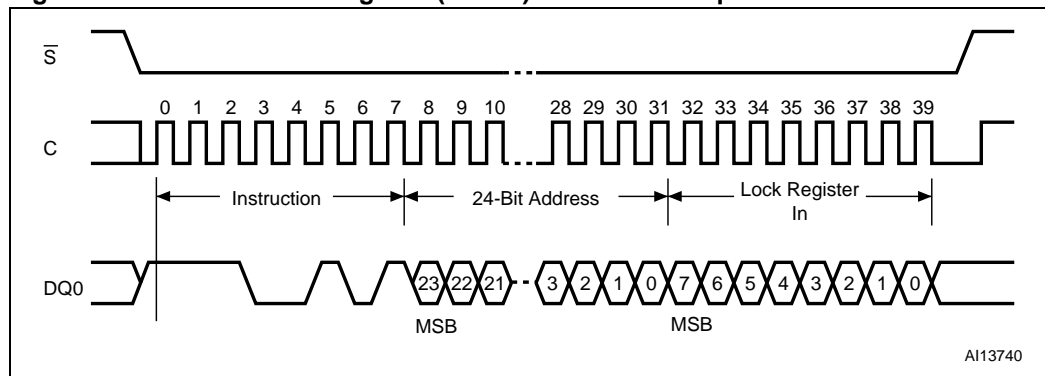 S
0 1 2 3 4 5 6 7 8 9 10 28 29 30 31 32 33 34 35 36 37 38 39
C
Instruction 24-Bit Address Lock Register
In
DQ0 23 22 21 3 2 1 0 7 6 5 4 3 2 1 0
MSB MSB
AI13740